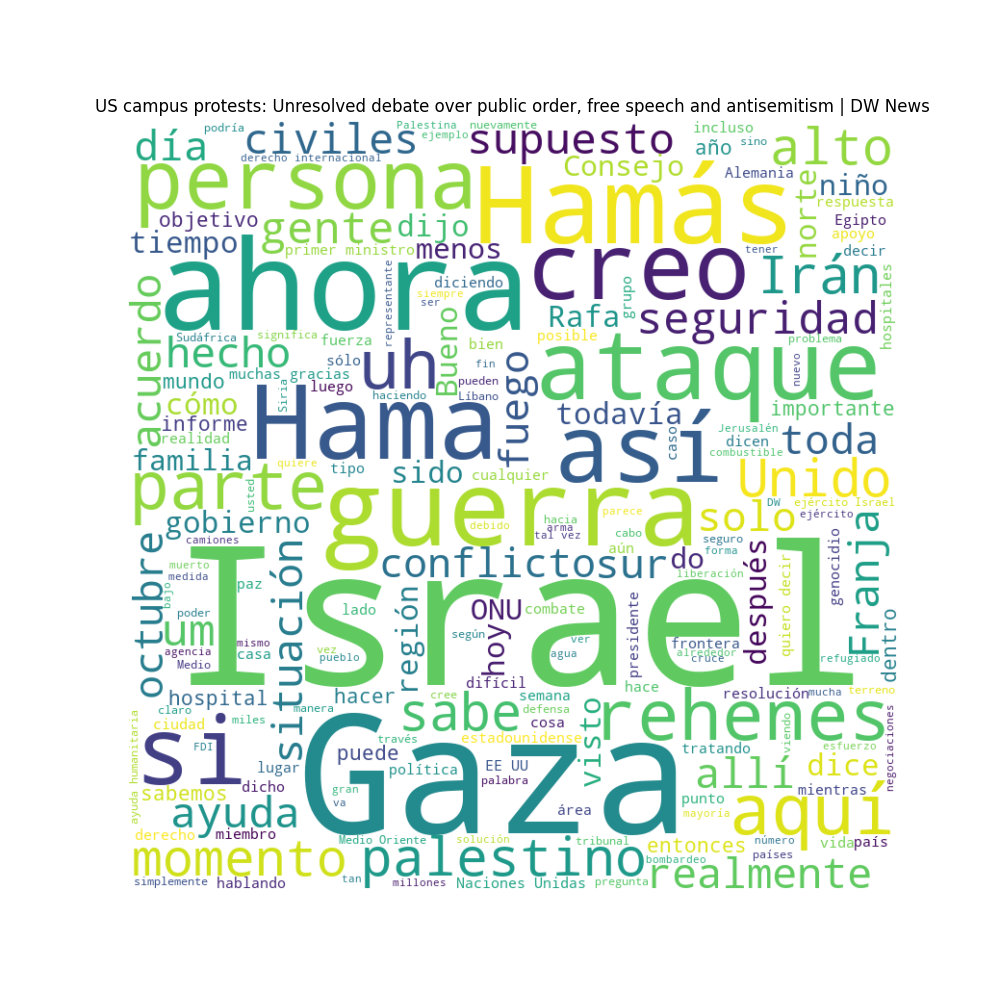 US campus protests: Unresolved debate over public order, free speech and antisemitism | DW News
día
podría
civiles
Palestina
nuevamente
ejemplo
supuesto
incluso
sino
año
alto
derecho internacional
persona
Hamás
Consejo
Alemania
norte
niño
respuesta
objetivo
gente
dijo
Egipto
apoyo
tiempo
primer ministro
menos
tener
decir
ahora
creo
Irán
diciendo
representante
siempre
ser
Rafa
grupo
seguridad
hospitales
facuerdo
Sudáfrica
significa
fuerza
Bueno
bien
posible
problema
hecho
sólo
uh
fin
ataque
nuevo
mundo
muchas gracias
Siria
luego
haciendo
pueden
Líbano
fuego
cómo
Hama
todavía
importante
informe
así
caso
Jerusalén
dicen
toda
realidad
combustible
familia
quiere
tipo
sido
cualquier
Unido
parte
usted
guerra
DW
ejército Israel
gobierno
debido
hacia
parece
arma
tal vez
cabo
solo
ejército
camiones
aún
seguro
forma
octubre
muerto
medida
bajo
paz
situación
conflicto
sur
do
liberación
después
quiero decir
genocidio
Franja
Israel
poder
um
lado
región
ONU
combate
hoy
según
ver
agua
presidente
frontera
alrededor
cruce
refugiado
dentro
agencia
Medio
mismo
casa
vez
pueblo
difícil
hace
resolución
mucha
terreno
hospital
hacer
semana
cree
defensa
cosa
sabe
visto
rehenes
claro
ciudad
miles
manera
ayuda humanitaria
si
FDI
Gaza
través
estadounidense
puede
tratando
viendo
esfuerzo
negociaciones
lugar
política
EE UU
palabra
allí
dice
sabemos
dicho
gran
va
área
punto
mientras
ayuda
mayoría
aquí
derecho
miembro
Medio Oriente
solución
tribunal
entonces
número
vida
país
momento
palestino
bombardeo
países
realmente
simplemente
hablando
tan
millones
Naciones Unidas
pregunta